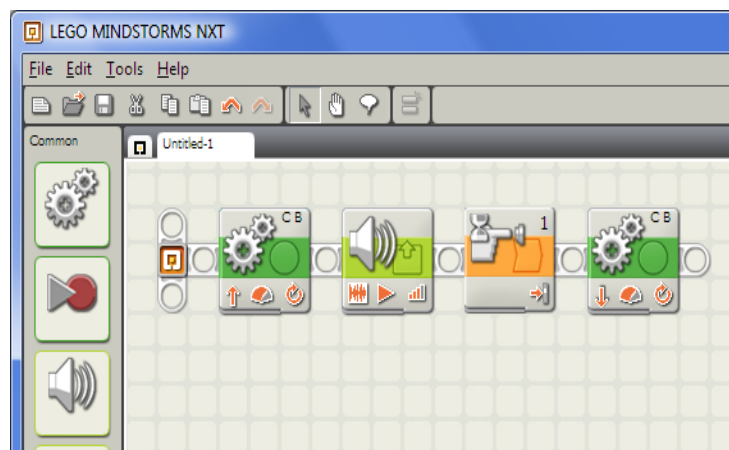 LEGO MINDSTORMS NXT
File Edit Tools Help
Common
Untitled-1
C B
1
C B